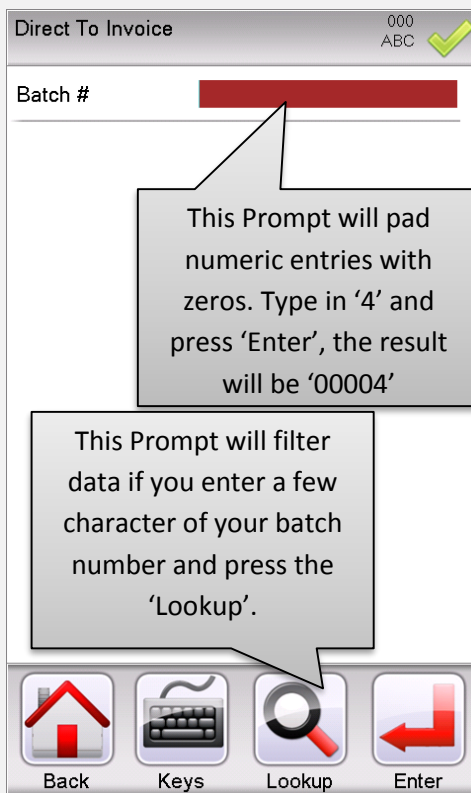 Direct To Invoice
000
ABC
Batch #
This Prompt will pad
numeric entries with
zeros. Type in ‘4’ and
press ‘Enter’, the result
will be ‘00004’
This Prompt will filter
data if you enter a few
character of your batch
number and press the
‘Lookup’.
Back Keys Lookup Enter